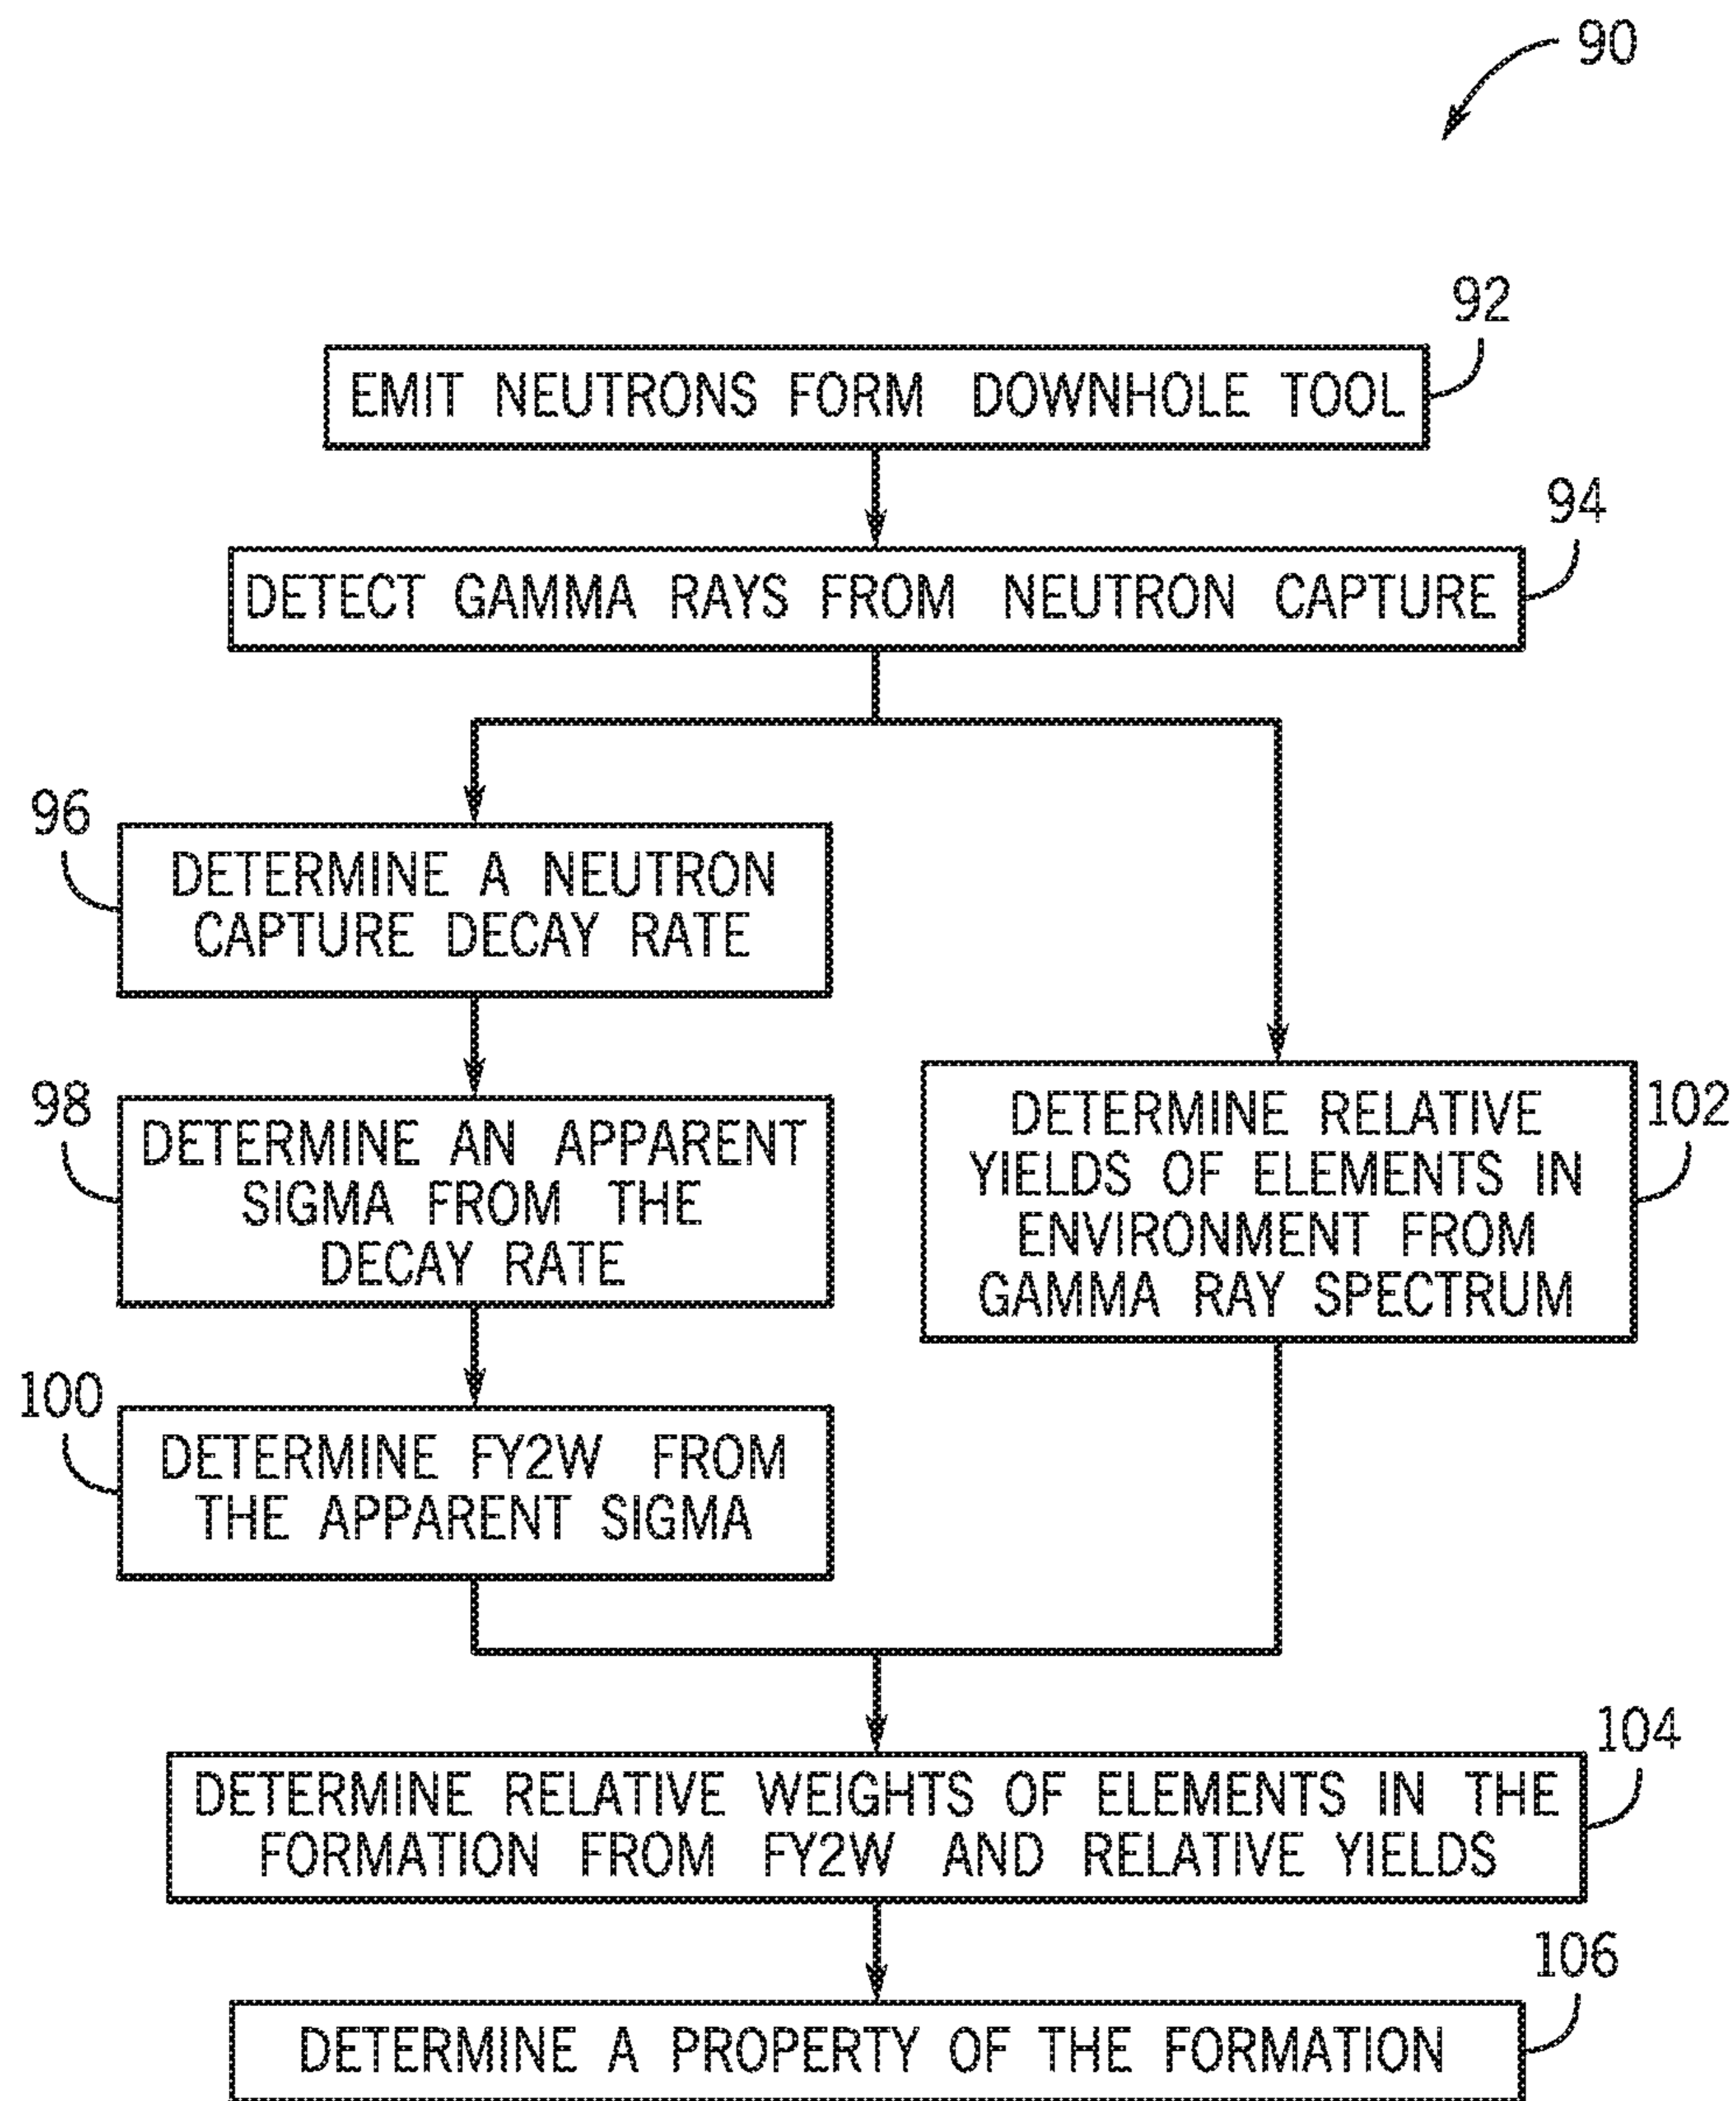 90
92
EMIT NEUTRONS FORM DOWNHOLE TOOL
94
DETECT GAMMA RAYS FROM NEUTRON CAPTURE
96
DETERMINE A NEUTRON
CAPTURE DECAY RATE
98
DETERMINE AN APPARENT
SIGMA FROM THE
DECAY RATE
102
DETERMINE RELATIVE
YIELDS OF ELEMENTS IN
ENVIRONMENT FROM
GAMMA RAY SPECTRUM
100
DETERMINE FY2W FROM
THE APPARENT SIGMA
104
DETERMINE RELATIVE WEIGHTS OF ELEMENTS IN THE
FORMATION FROM FY2W AND RELATIVE YIELDS
106
DETERMINE A PROPERTY OF THE FORMATION